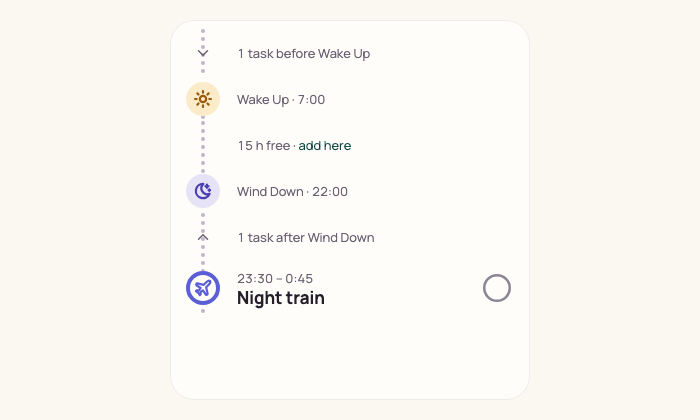 1 task before Wake Up
Wake Up · 7:00
15 h free · add here
Wind Down · 22:00
1 task after Wind Down
23:30 – 0:45
Night train